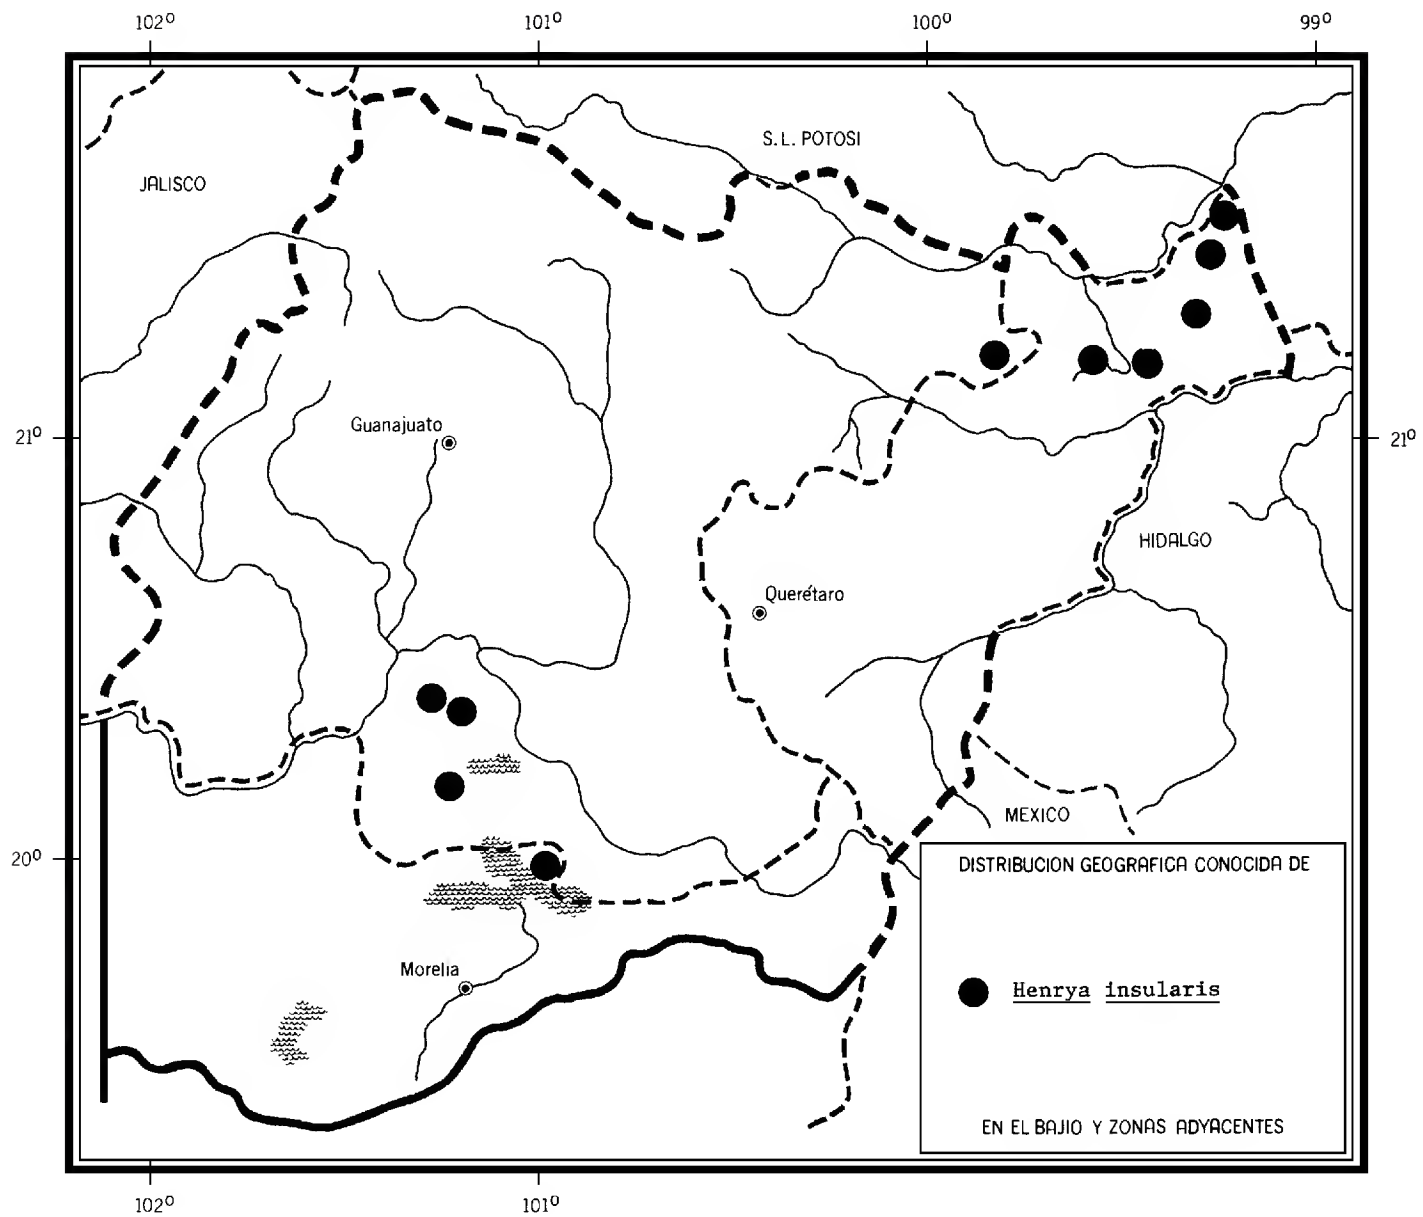 102º 101º 100º 99º
S.L. POTOSI
JALISCO
Guanajuato
21º 21º
HIDALGO
Querétaro
MEXICO
20º
DISTRIBUCION GEOGRAFICA CONOCIDA DE
Morelia
Henrya insularis
EN EL BAJIO Y ZONAS ADYACENTES
102º 101º